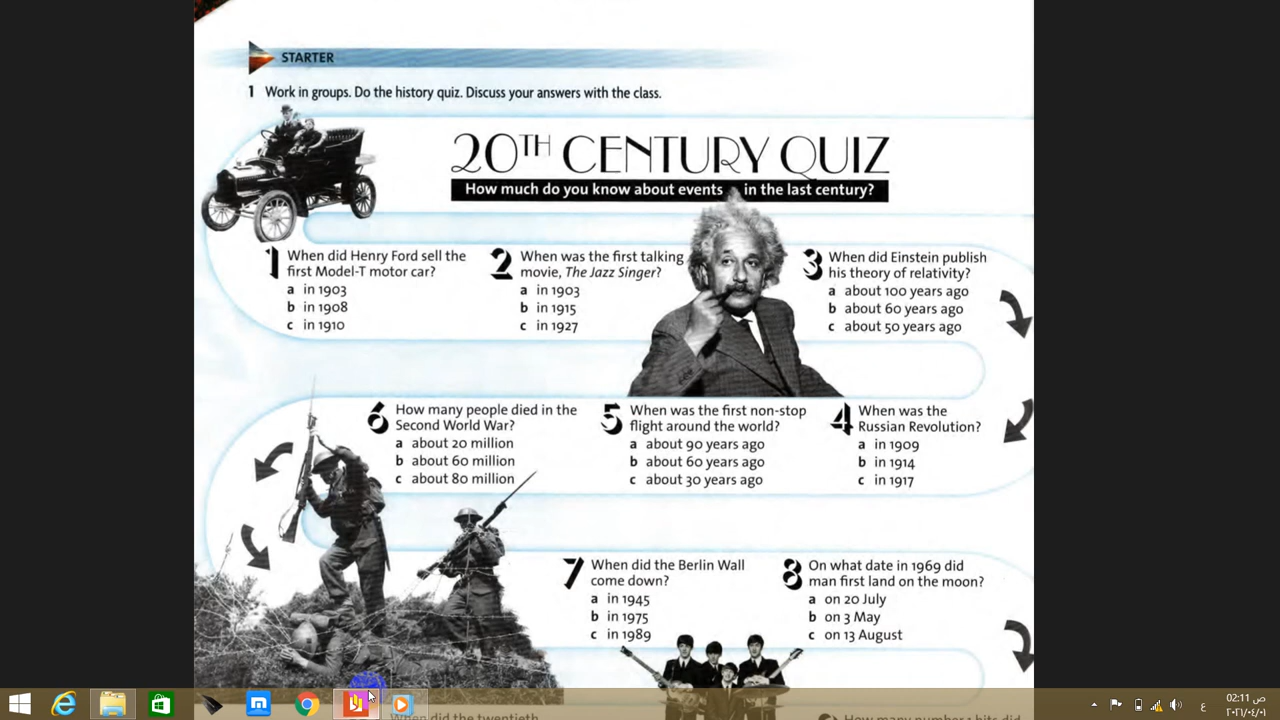 STARTER
1 Work in groups. Do the history quiz. Discuss your answers with the class.
20TH CENTURY QUIZ
How much do you know about events in the last century?
1 When did Henry Ford sell the
first Model-T motor car?
a in 1903
b in 1908
c in 1910
2 When was the first talking
movie, The Jazz Singer?
a in 1903
b in 1915
c in 1927
3 When did Einstein publish
his theory of relativity?
a about 100 years ago
b about 60 years ago
c about 50 years ago
6 How many people died in the
Second World War?
a about 20 million
b about 60 million
c about 80 million
5 When was the first non-stop
flight around the world?
a about 90 years ago
b about 60 years ago
c about 30 years ago
4 When was the
Russian Revolution?
a in 1909
b in 1914
c in 1917
7 When did the Berlin Wall
come down?
a in 1945
b in 1975
c in 1989
8 On what date in 1969 did
man first land on the moon?
a on 20 July
b on 3 May
c on 13 August
When did the twentieth
How many number 1 hits did
ع
02:11 ص
٢٠٢١/٠٤/٠١